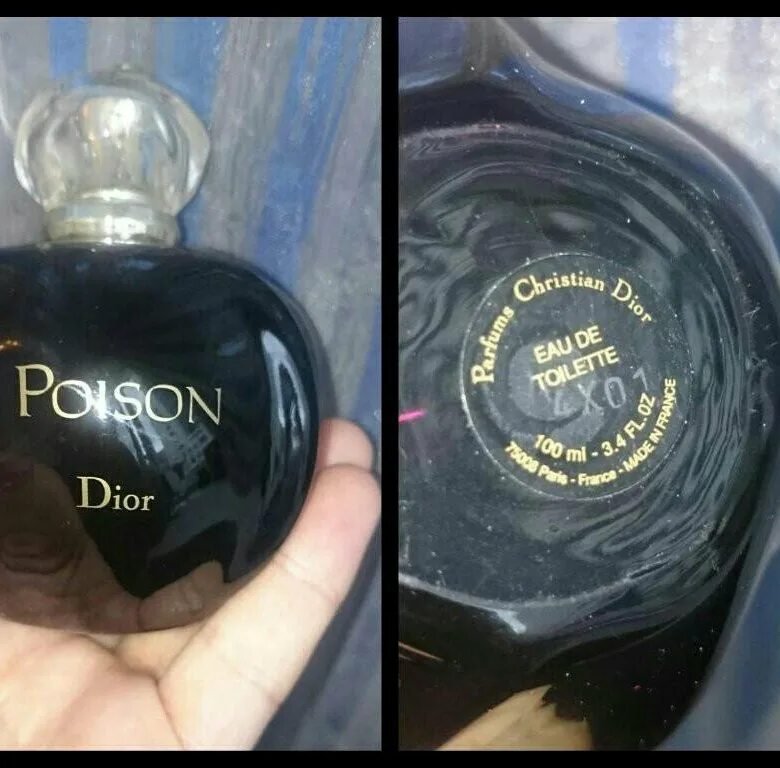 POISON
Dior
Parfums Christian Dior
EAU DE
TOILETTE
4X01
100 ml - 3.4 FL.OZ
75008 Paris - France - MADE IN FRANCE